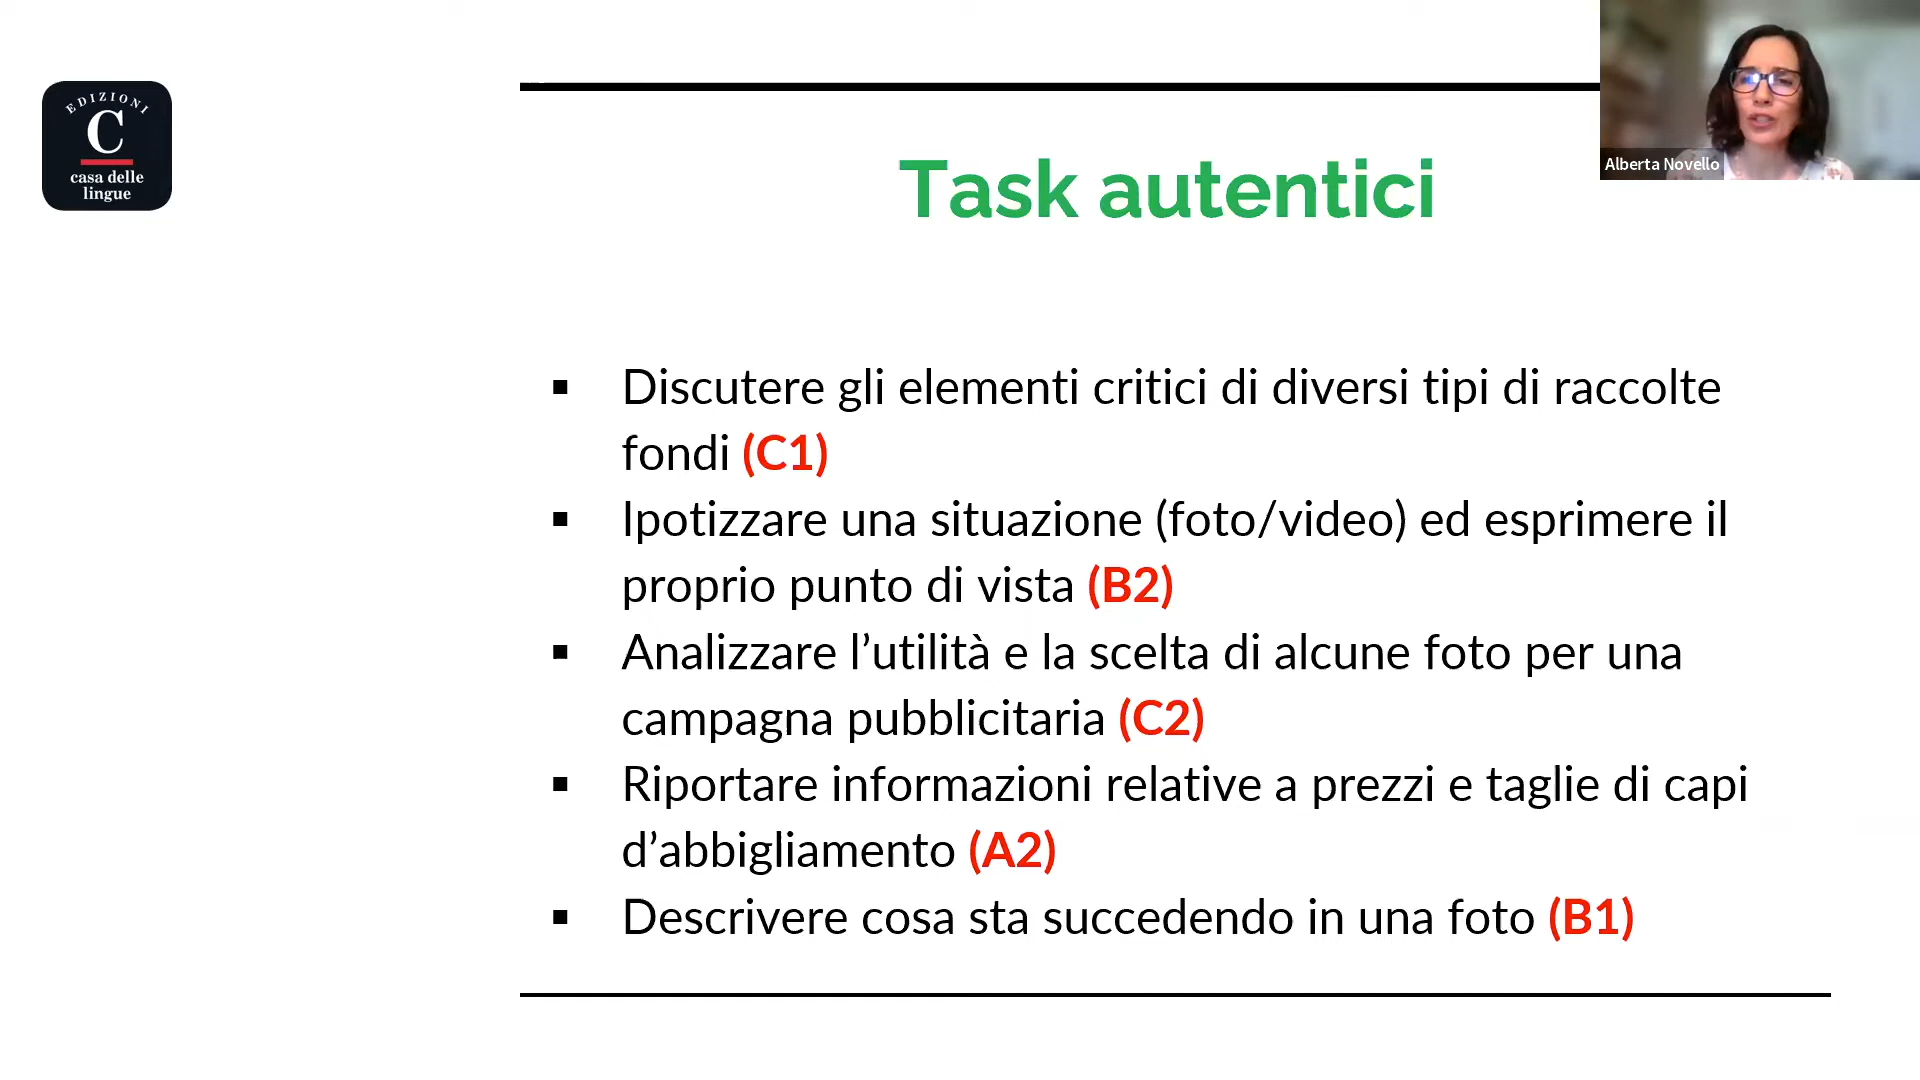 EDIZIONI
C
casa delle
lingue
Alberta Novello
Task autentici
▪ Discutere gli elementi critici di diversi tipi di raccolte
fondi (C1)
▪ Ipotizzare una situazione (foto/video) ed esprimere il
proprio punto di vista (B2)
▪ Analizzare l’utilità e la scelta di alcune foto per una
campagna pubblicitaria (C2)
▪ Riportare informazioni relative a prezzi e taglie di capi
d’abbigliamento (A2)
▪ Descrivere cosa sta succedendo in una foto (B1)